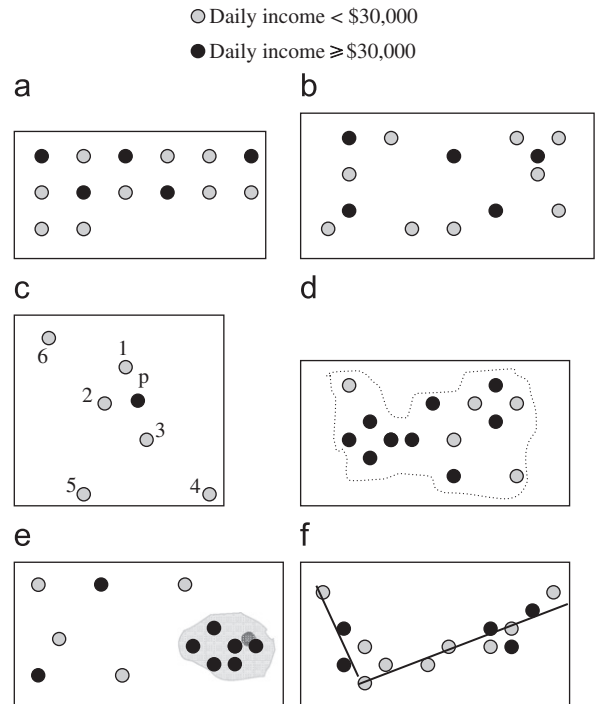 Daily income < $30,000
Daily income ⩾ $30,000
a
b
c
d
6
1
p
2
3
5
4
e
f